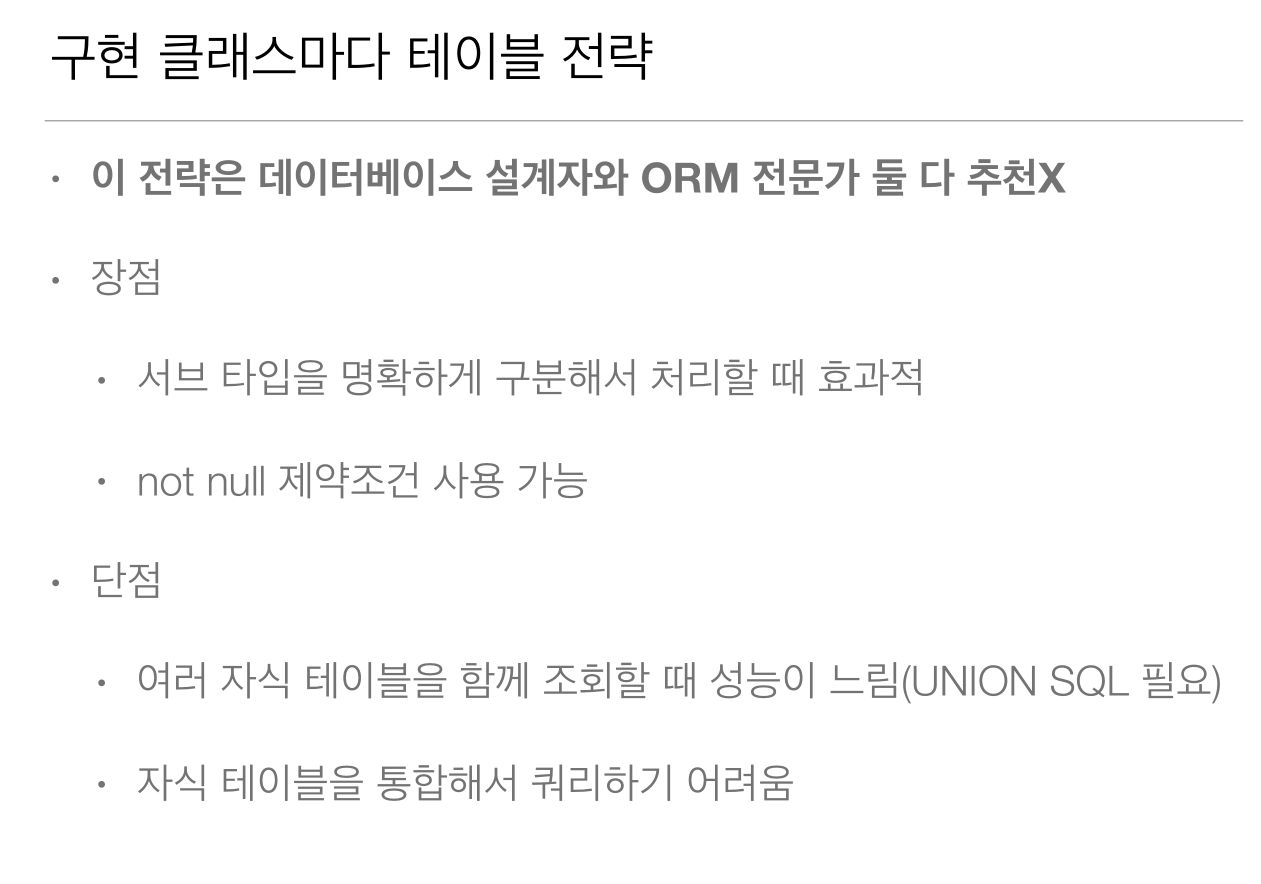 구현 클래스마다 테이블 전략
• 이 전략은 데이터베이스 설계자와 ORM 전문가 둘 다 추천X
• 장점
• 서브 타입을 명확하게 구분해서 처리할 때 효과적
• not null 제약조건 사용 가능
• 단점
• 여러 자식 테이블을 함께 조회할 때 성능이 느림(UNION SQL 필요)
• 자식 테이블을 통합해서 쿼리하기 어려움